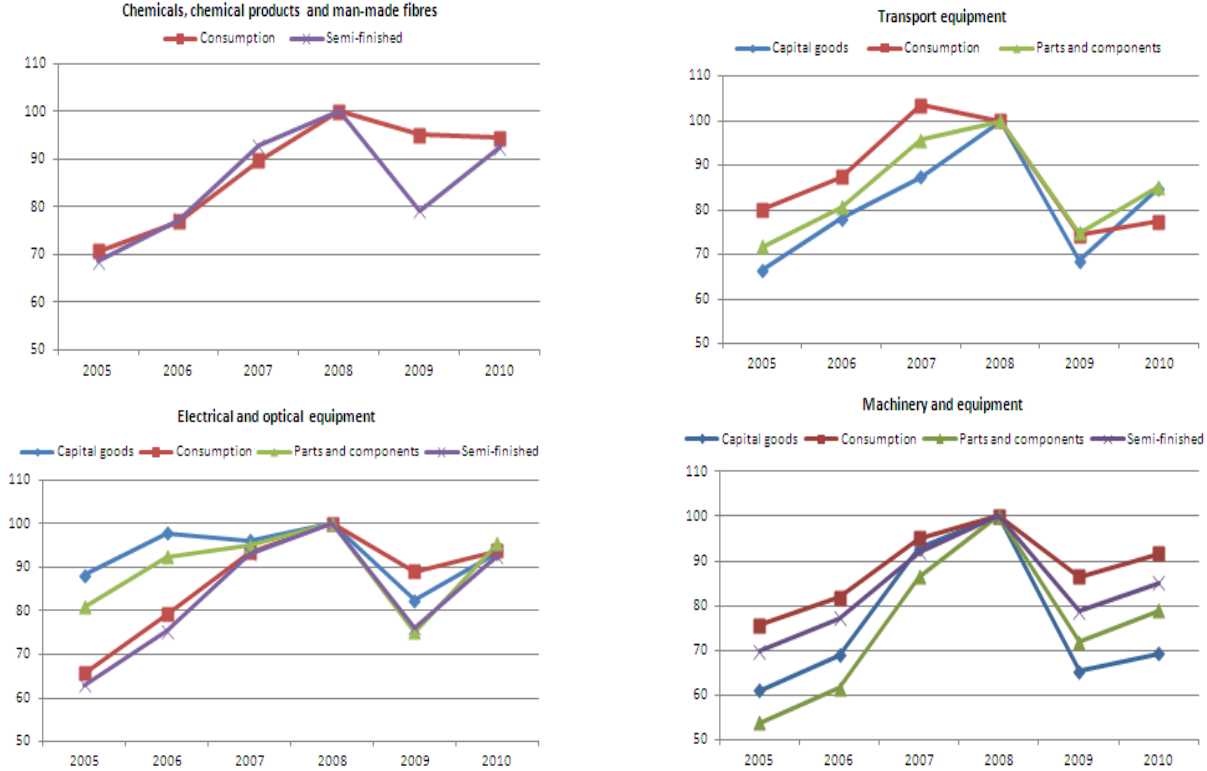 Chemicals, chemical products and man-made fibres
Consumption Semi-finished
110
100
90
80
70
60
50
2005 2006 2007 2008 2009 2010
Transport equipment
Capital goods Consumption Parts and components
110
100
90
80
70
60
50
2005 2006 2007 2008 2009 2010
Electrical and optical equipment
Capital goods Consumption Parts and components Semi-finished
110
100
90
80
70
60
50
2005 2006 2007 2008 2009 2010
Machinery and equipment
Capital goods Consumption Parts and components Semi-finished
110
100
90
80
70
60
50
2005 2006 2007 2008 2009 2010